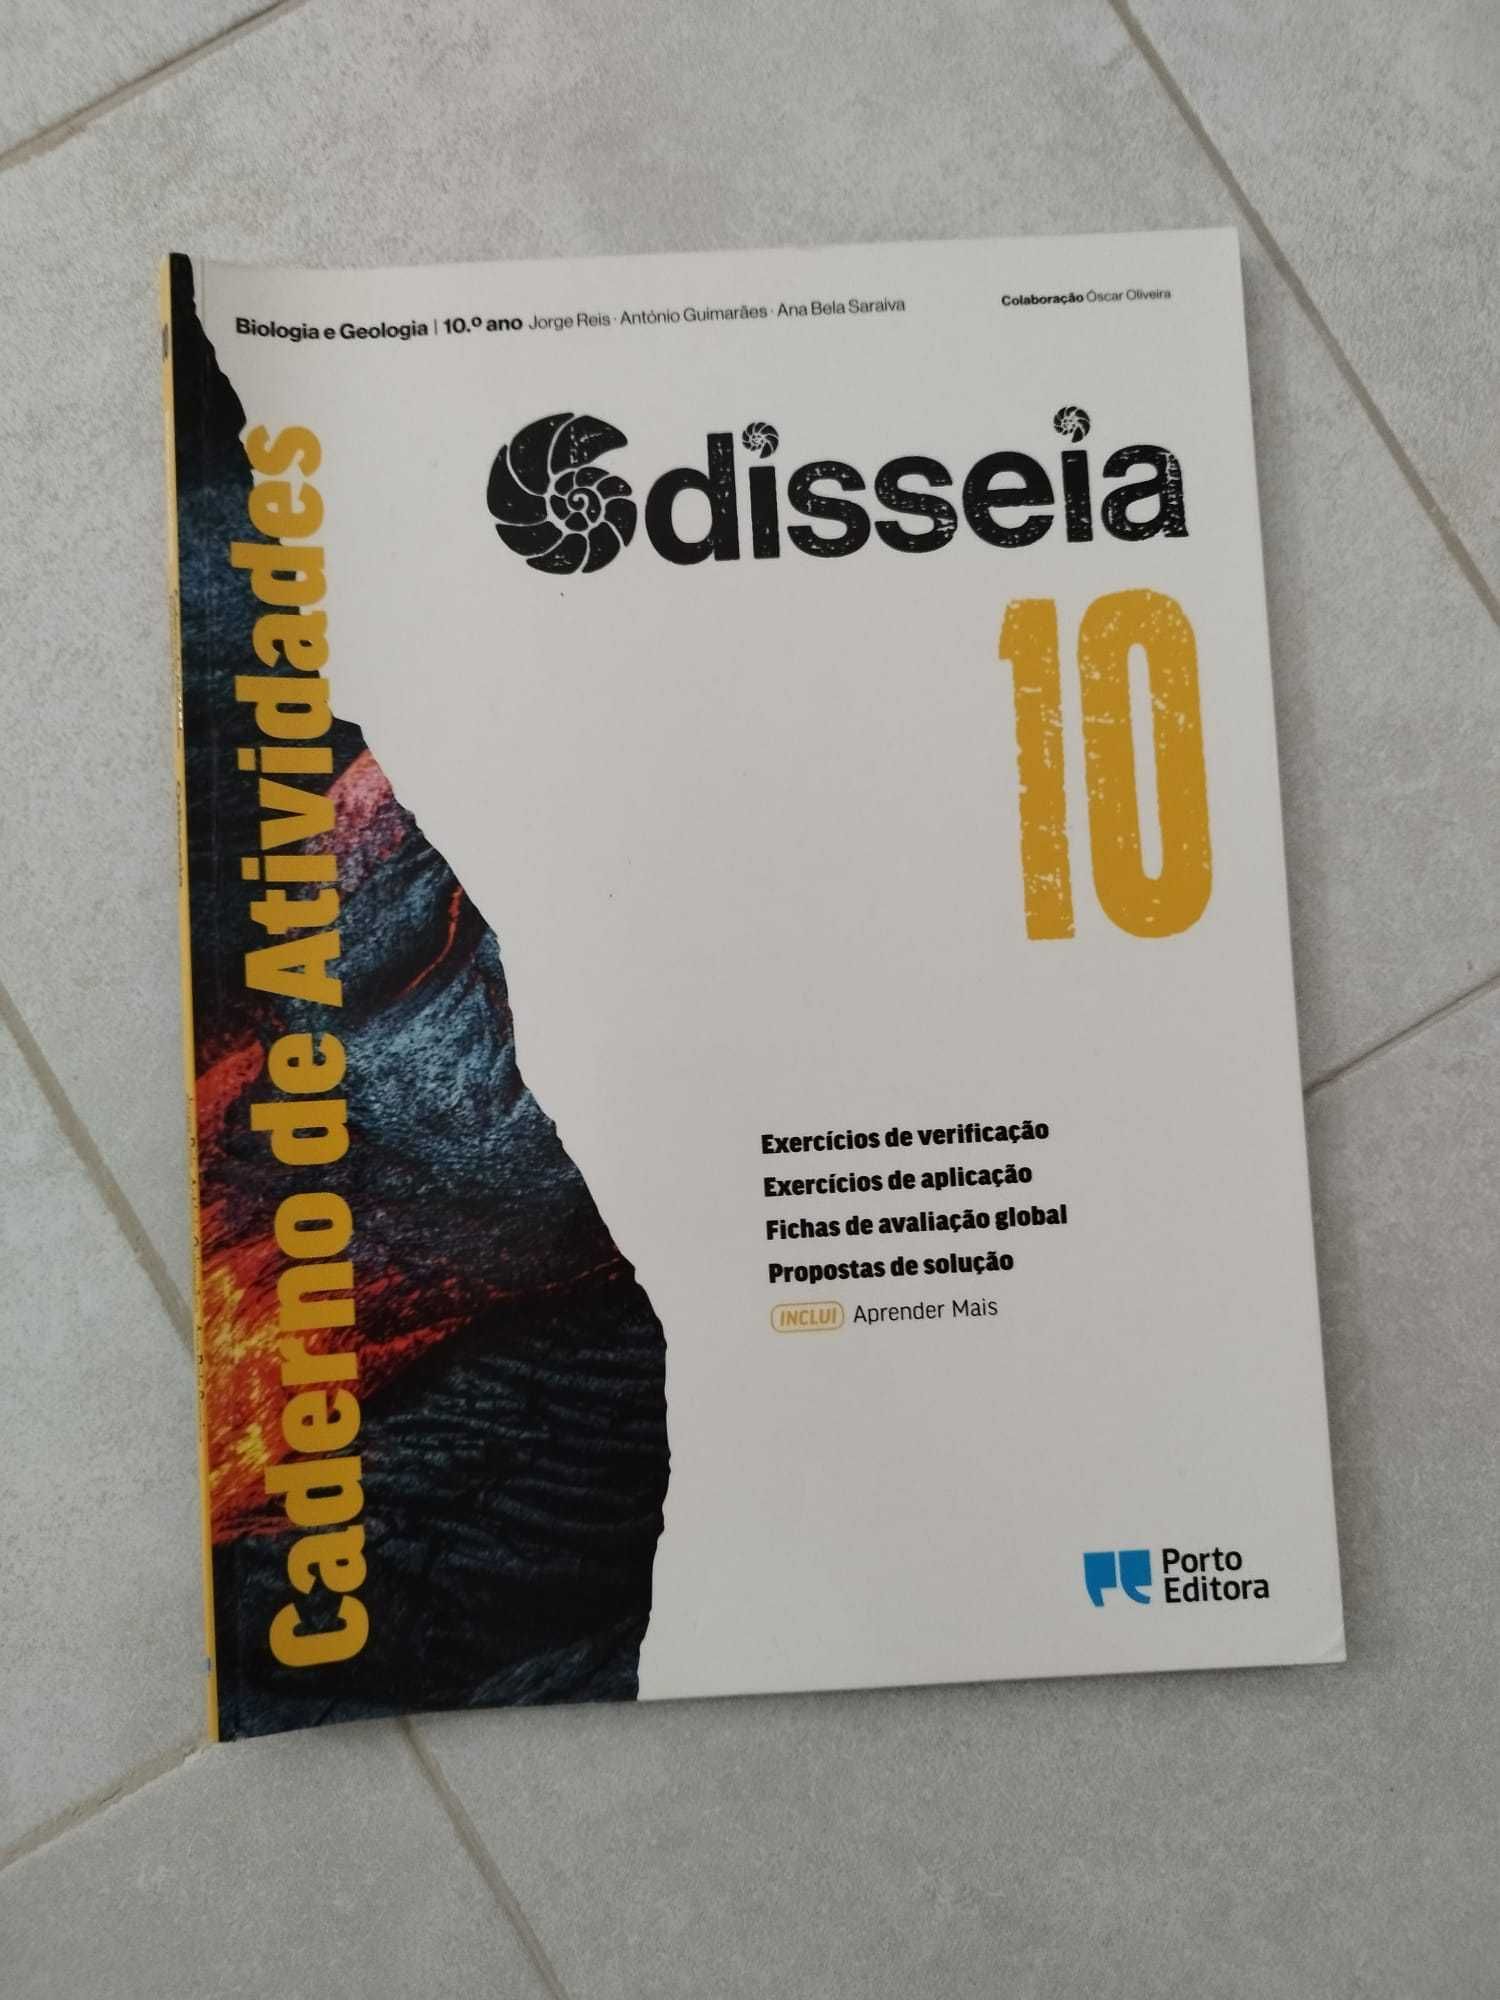 Biologia e Geologia | 10.º ano Jorge Reis · António Guimarães · Ana Bela Saraiva
Colaboração Óscar Oliveira
Odisseia
10
Caderno de Atividades
Exercícios de verificação
Exercícios de aplicação
Fichas de avaliação global
Propostas de solução
INCLUI Aprender Mais
Porto
Editora